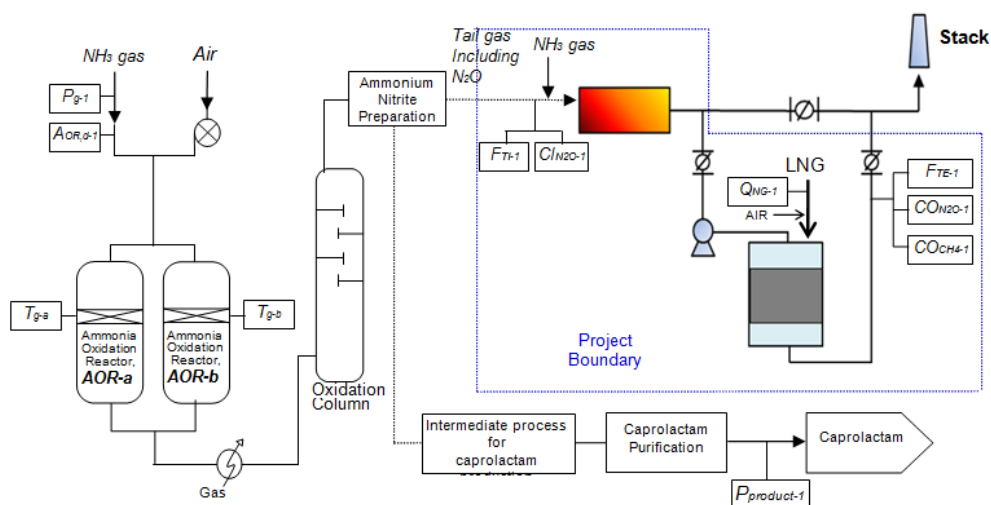 NH3 gas
Air
Pg-1
AOR,d-1
Tg-a
Tg-b
Ammonia
Oxidation
Reactor,
AOR-a
Ammonia
Oxidation
Reactor,
AOR-b
Gas
Oxidation
Column
Ammonium
Nitrite
Preparation
Tail gas
Including
N2O
NH3 gas
FTI-1
CIN2O-1
Stack
LNG
QNG-1
AIR
FTE-1
CON2O-1
COCH4-1
Project
Boundary
Intermediate process
for
caprolactam
Caprolactam
Purification
Caprolactam
Pproduct-1